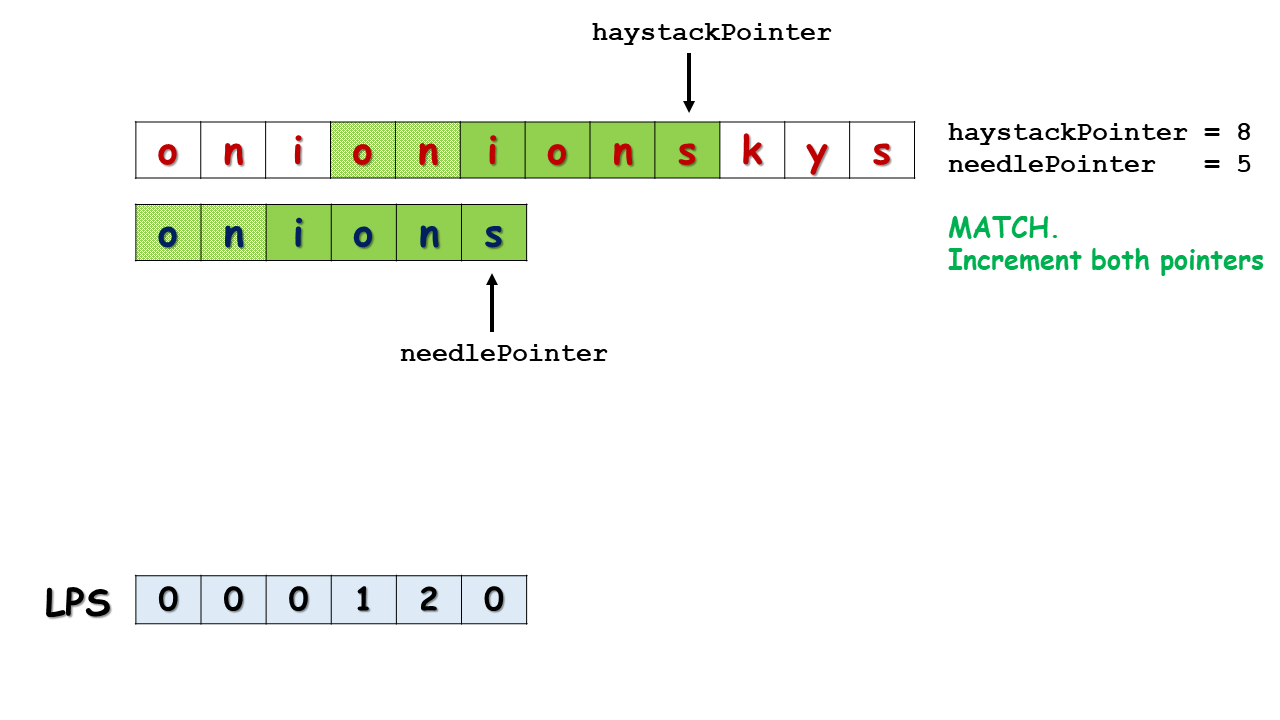 haystackPointer
o n i o n i o n s k y s
haystackPointer = 8
needlePointer = 5
o n i o n s
MATCH.
Increment both pointers
needlePointer
LPS 0 0 0 1 2 0